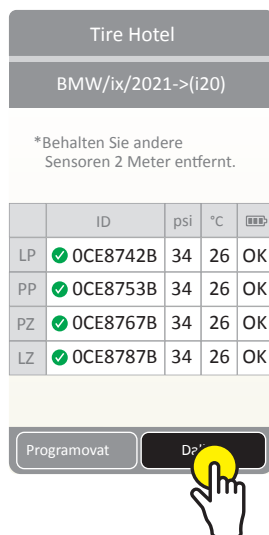 Tire Hotel
BMW/ix/2021->(i20)
*Behalten Sie andere
Sensoren 2 Meter entfernt.
ID psi °C
LP 0CE8742B 34 26 OK
PP 0CE8753B 34 26 OK
PZ 0CE8767B 34 26 OK
LZ 0CE8787B 34 26 OK
Programovat